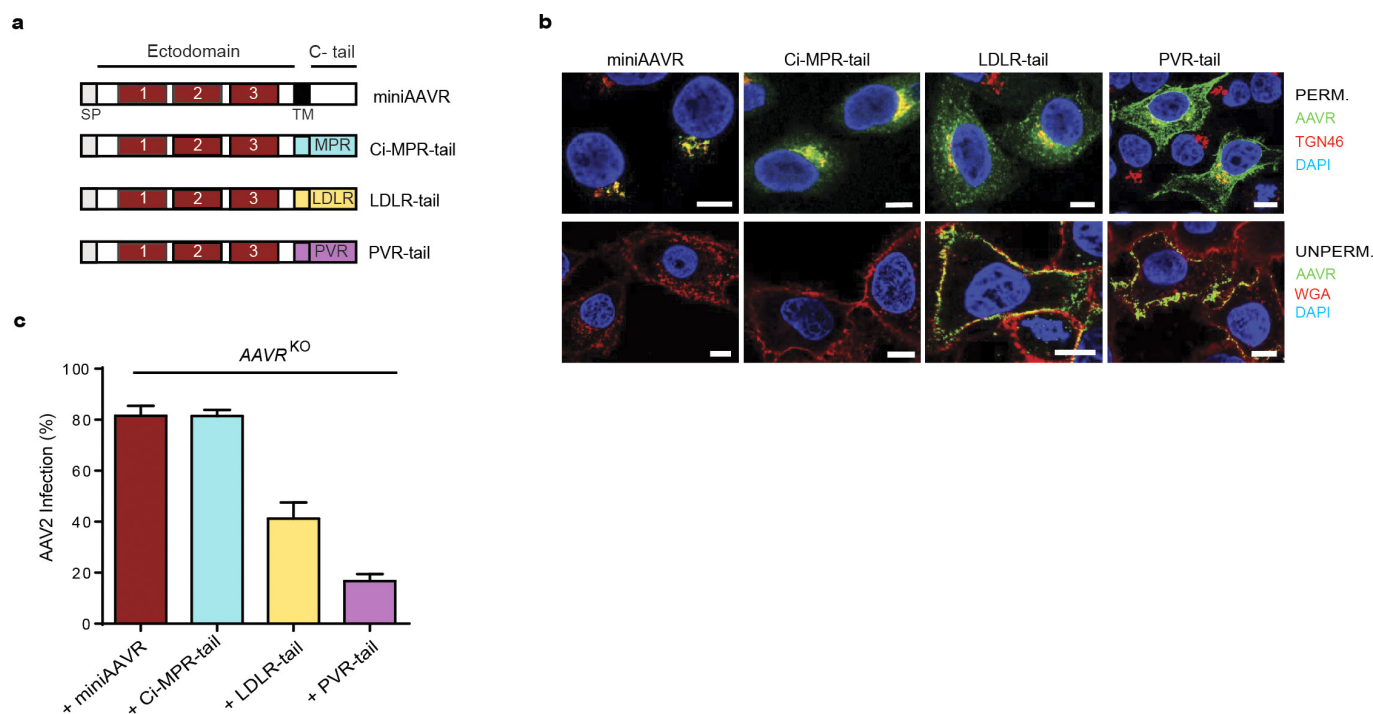 a
Ectodomain
C- tail
1 2 3 miniAAVR
SP TM
1 2 3 MPR Ci-MPR-tail
1 2 3 LDLR LDLR-tail
1 2 3 PVR PVR-tail
b
miniAAVR Ci-MPR-tail LDLR-tail PVR-tail
PERM.
AAVR
TGN46
DAPI
UNPERM.
AAVR
WGA
DAPI
c
AAVR KO
AAV2 Infection (%)
100
80
60
40
20
0
+ miniAAVR
+ Ci-MPR-tail
+ LDLR-tail
+ PVR-tail